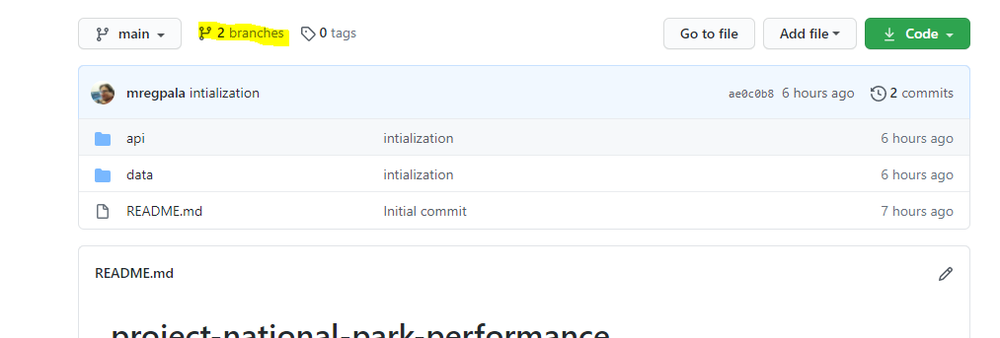 main 2 branches 0 tags Go to file Add file Code
mregpala intialization ae0c0b8 6 hours ago 2 commits
api intialization 6 hours ago
data intialization 6 hours ago
README.md Initial commit 7 hours ago
README.md
project-national-park-performance